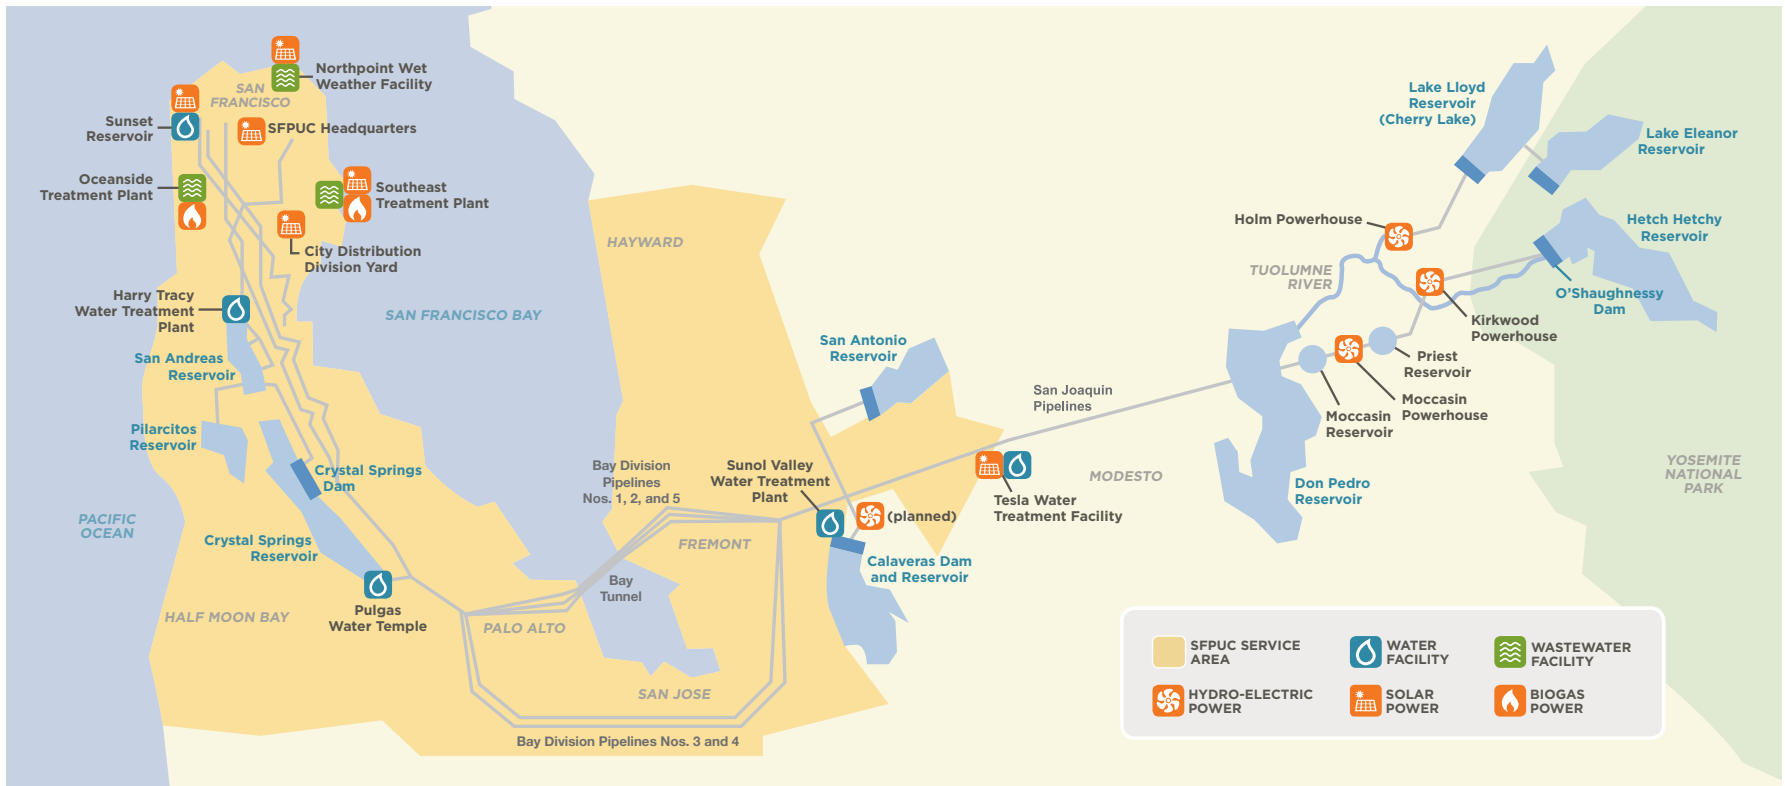 Northpoint Wet
Weather Facility
SAN
FRANCISCO
Sunset
Reservoir
SFPUC Headquarters
Oceanside
Treatment Plant
Southeast
Treatment Plant
City Distribution
Division Yard
Harry Tracy
Water Treatment
Plant
San Andreas
Reservoir
Pilarcitos
Reservoir
Crystal Springs
Dam
Crystal Springs
Reservoir
PACIFIC
OCEAN
HALF MOON BAY
Pulgas
Water Temple
SAN FRANCISCO BAY
HAYWARD
Bay Division
Pipelines
Nos. 1, 2, and 5
FREMONT
Bay
Tunnel
PALO ALTO
SAN JOSE
Bay Division Pipelines Nos. 3 and 4
San Antonio
Reservoir
Sunol Valley
Water Treatment
Plant
(planned)
Calaveras Dam
and Reservoir
San Joaquin
Pipelines
Tesla Water
Treatment Facility
MODESTO
Lake Lloyd
Reservoir
(Cherry Lake)
Lake Eleanor
Reservoir
Holm Powerhouse
Hetch Hetchy
Reservoir
TUOLUMNE
RIVER
O'Shaughnessy
Dam
Kirkwood
Powerhouse
Priest
Reservoir
Moccasin
Powerhouse
Moccasin
Reservoir
Don Pedro
Reservoir
YOSEMITE
NATIONAL
PARK
SFPUC SERVICE
AREA
WATER
FACILITY
WASTEWATER
FACILITY
HYDRO-ELECTRIC
POWER
SOLAR
POWER
BIOGAS
POWER